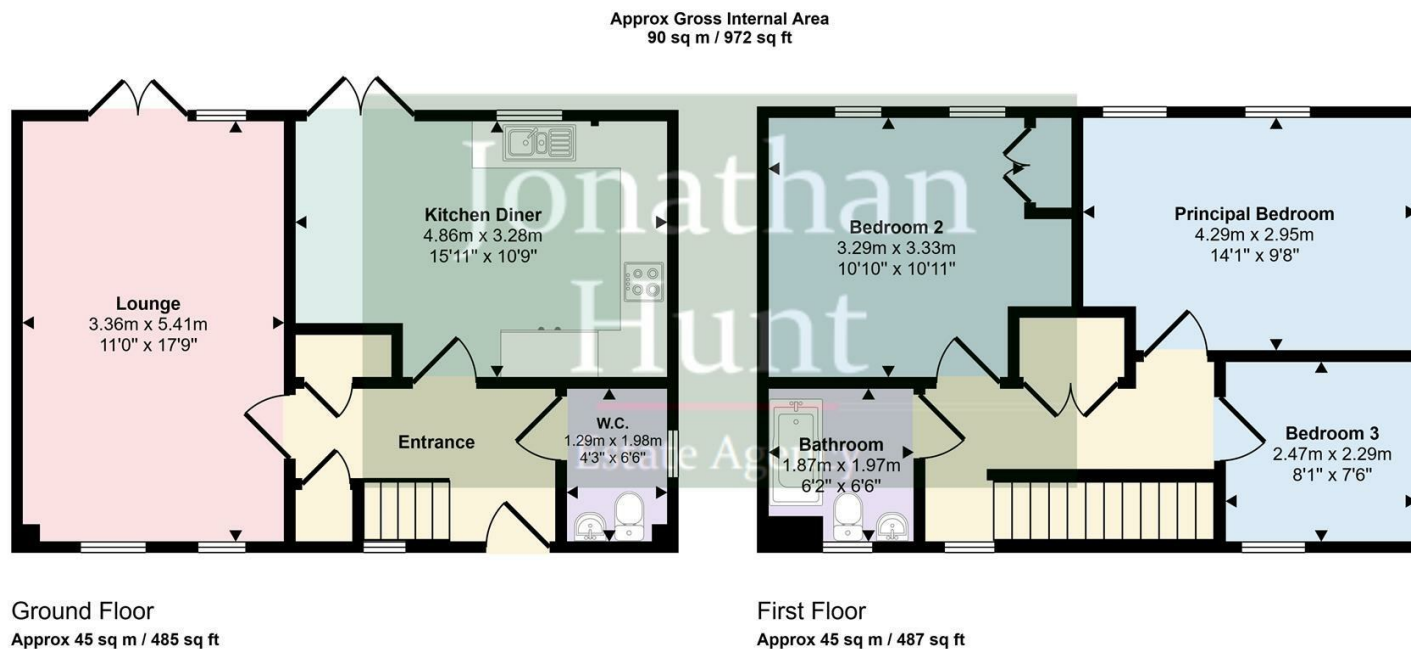 Approx Gross Internal Area
90 sq m / 972 sq ft
Jonathan
Hunt
Estate Agency
Lounge
3.36m x 5.41m
11'0" x 17'9"
Kitchen Diner
4.86m x 3.28m
15'11" x 10'9"
Entrance
W.C.
1.29m x 1.98m
4'3" x 6'6"
Bedroom 2
3.29m x 3.33m
10'10" x 10'11"
Principal Bedroom
4.29m x 2.95m
14'1" x 9'8"
Bathroom
1.87m x 1.97m
6'2" x 6'6"
Bedroom 3
2.47m x 2.29m
8'1" x 7'6"
Ground Floor
Approx 45 sq m / 485 sq ft
First Floor
Approx 45 sq m / 487 sq ft